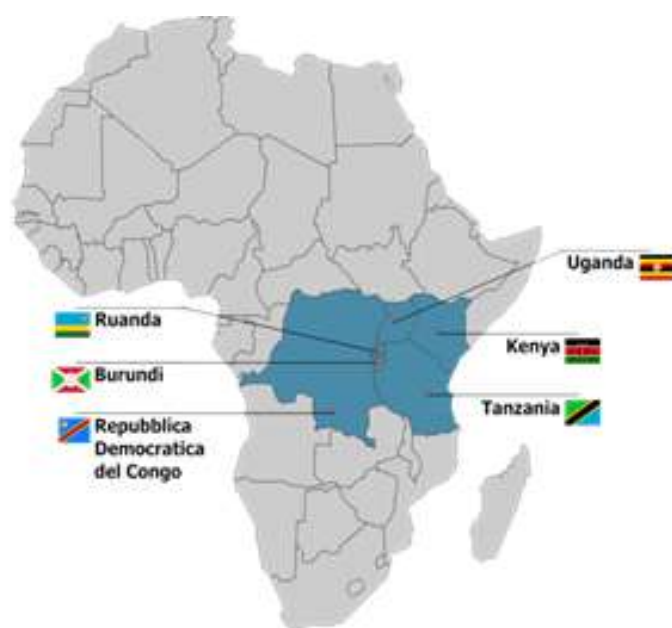 Uganda
Ruanda
Kenya
Burundi
Tanzania
Repubblica
Democratica
del Congo